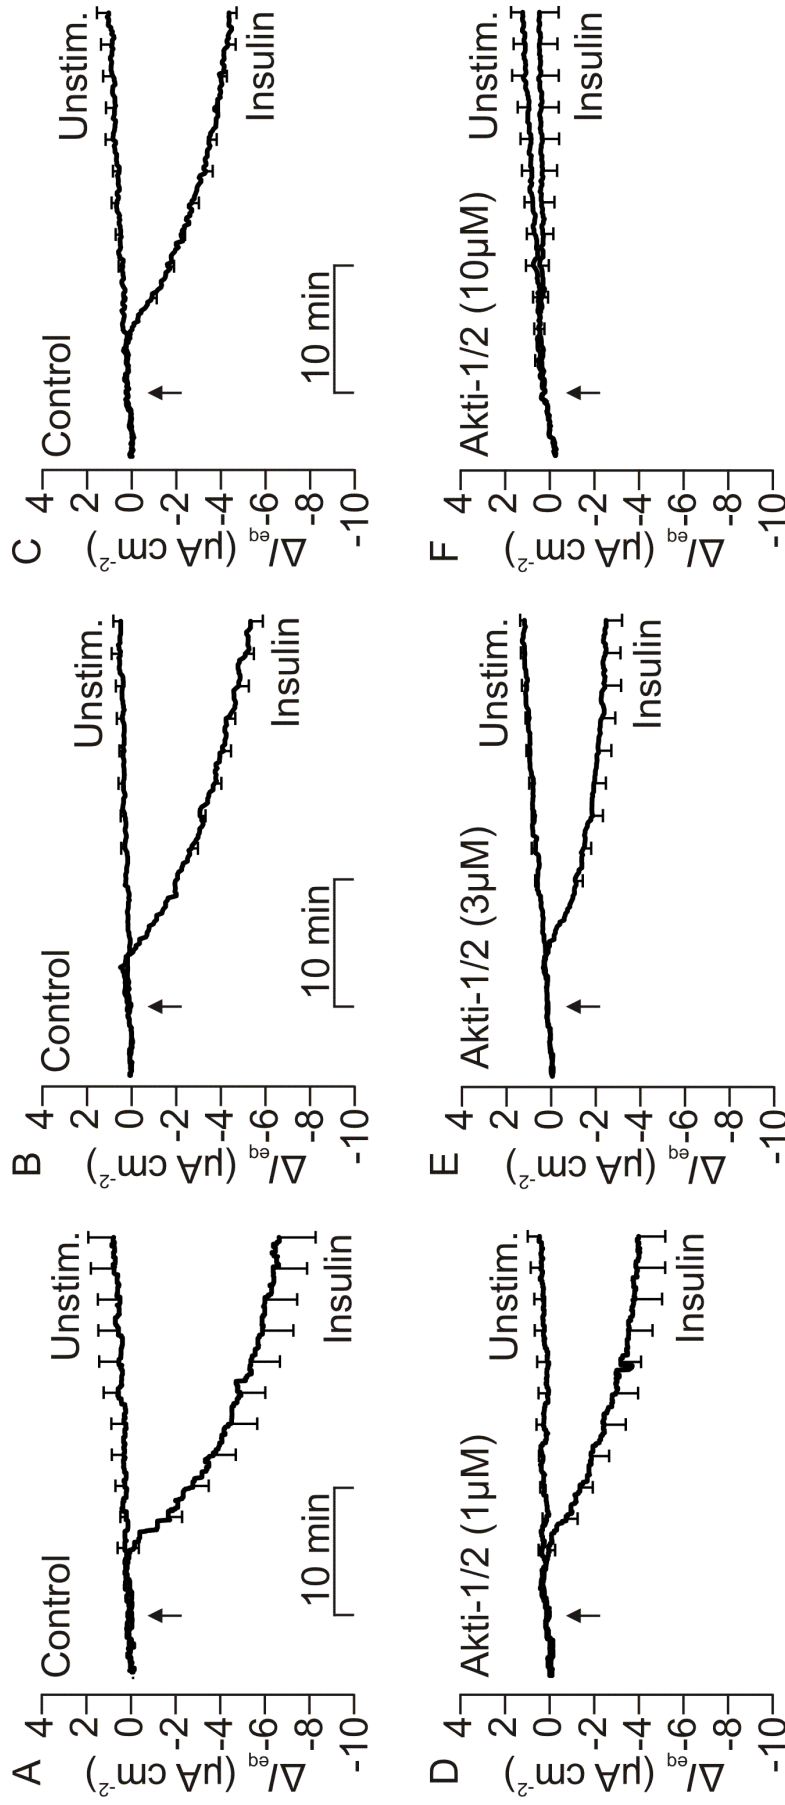 A
Control
4
2
0
-2
-4
-6
-8
-10
ΔIeq (µA cm-2)
Unstim.
Insulin
10 min
B
Control
4
2
0
-2
-4
-6
-8
-10
ΔIeq (µA cm-2)
Unstim.
Insulin
10 min
C
Control
4
2
0
-2
-4
-6
-8
-10
ΔIeq (µA cm-2)
Unstim.
Insulin
10 min
D
Akti-1/2 (1µM)
4
2
0
-2
-4
-6
-8
-10
ΔIeq (µA cm-2)
Unstim.
Insulin
E
Akti-1/2 (3µM)
4
2
0
-2
-4
-6
-8
-10
ΔIeq (µA cm-2)
Unstim.
Insulin
F
Akti-1/2 (10µM)
4
2
0
-2
-4
-6
-8
-10
ΔIeq (µA cm-2)
Unstim.
Insulin